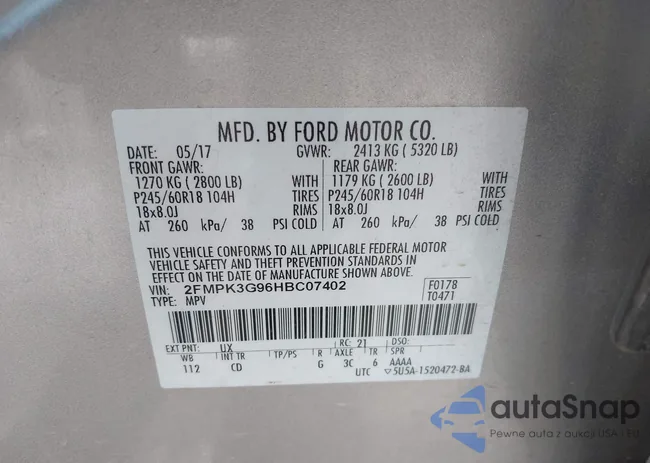 MFD. BY FORD MOTOR CO.
DATE: 05/17 GVWR: 2413 KG ( 5320 LB)
FRONT GAWR: REAR GAWR:
1270 KG ( 2800 LB) WITH 1179 KG ( 2600 LB) WITH
P245/60R18 104H TIRES P245/60R18 104H TIRES
18x8.0J RIMS 18x8.0J RIMS
AT 260 kPa/ 38 PSI COLD AT 260 kPa/ 38 PSI COLD
THIS VEHICLE CONFORMS TO ALL APPLICABLE FEDERAL MOTOR
VEHICLE SAFETY AND THEFT PREVENTION STANDARDS IN
EFFECT ON THE DATE OF MANUFACTURE SHOWN ABOVE.
VIN: 2FMPK3G96HBC07402 F0178
TYPE: MPV T0471
EXT PNT: UX RC: 21 DSO:
WB INT TR TP/PS R AXLE TR SPR
112 CD G 3C 6 AAAA
UTC ▽5U5A-1520472-BA
autaSnap
Pewne auta z aukcji USA - EU